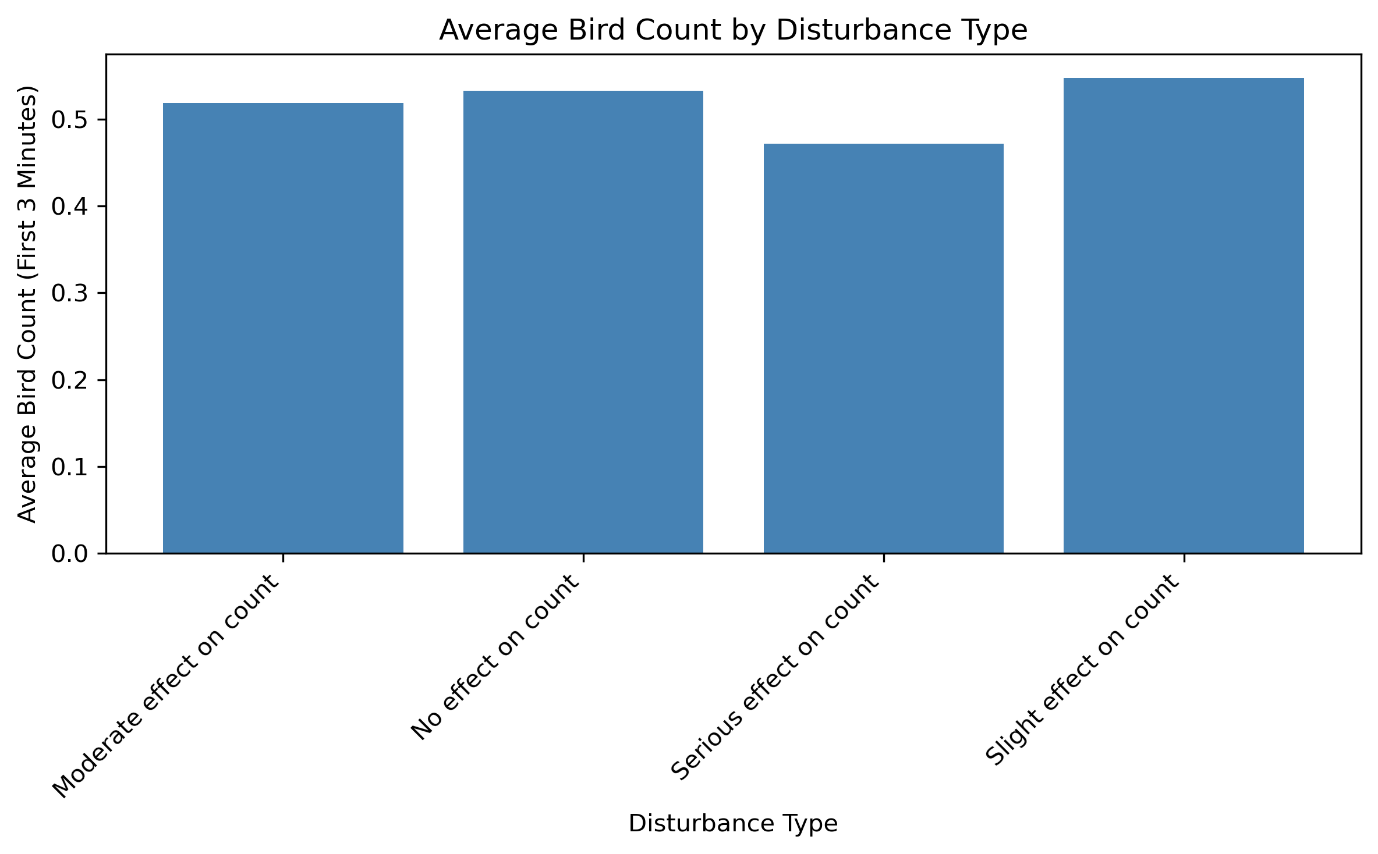 Average Bird Count by Disturbance Type
Average Bird Count (First 3 Minutes)
0.5
0.4
0.3
0.2
0.1
0.0
Moderate effect on count
No effect on count
Serious effect on count
Slight effect on count
Disturbance Type